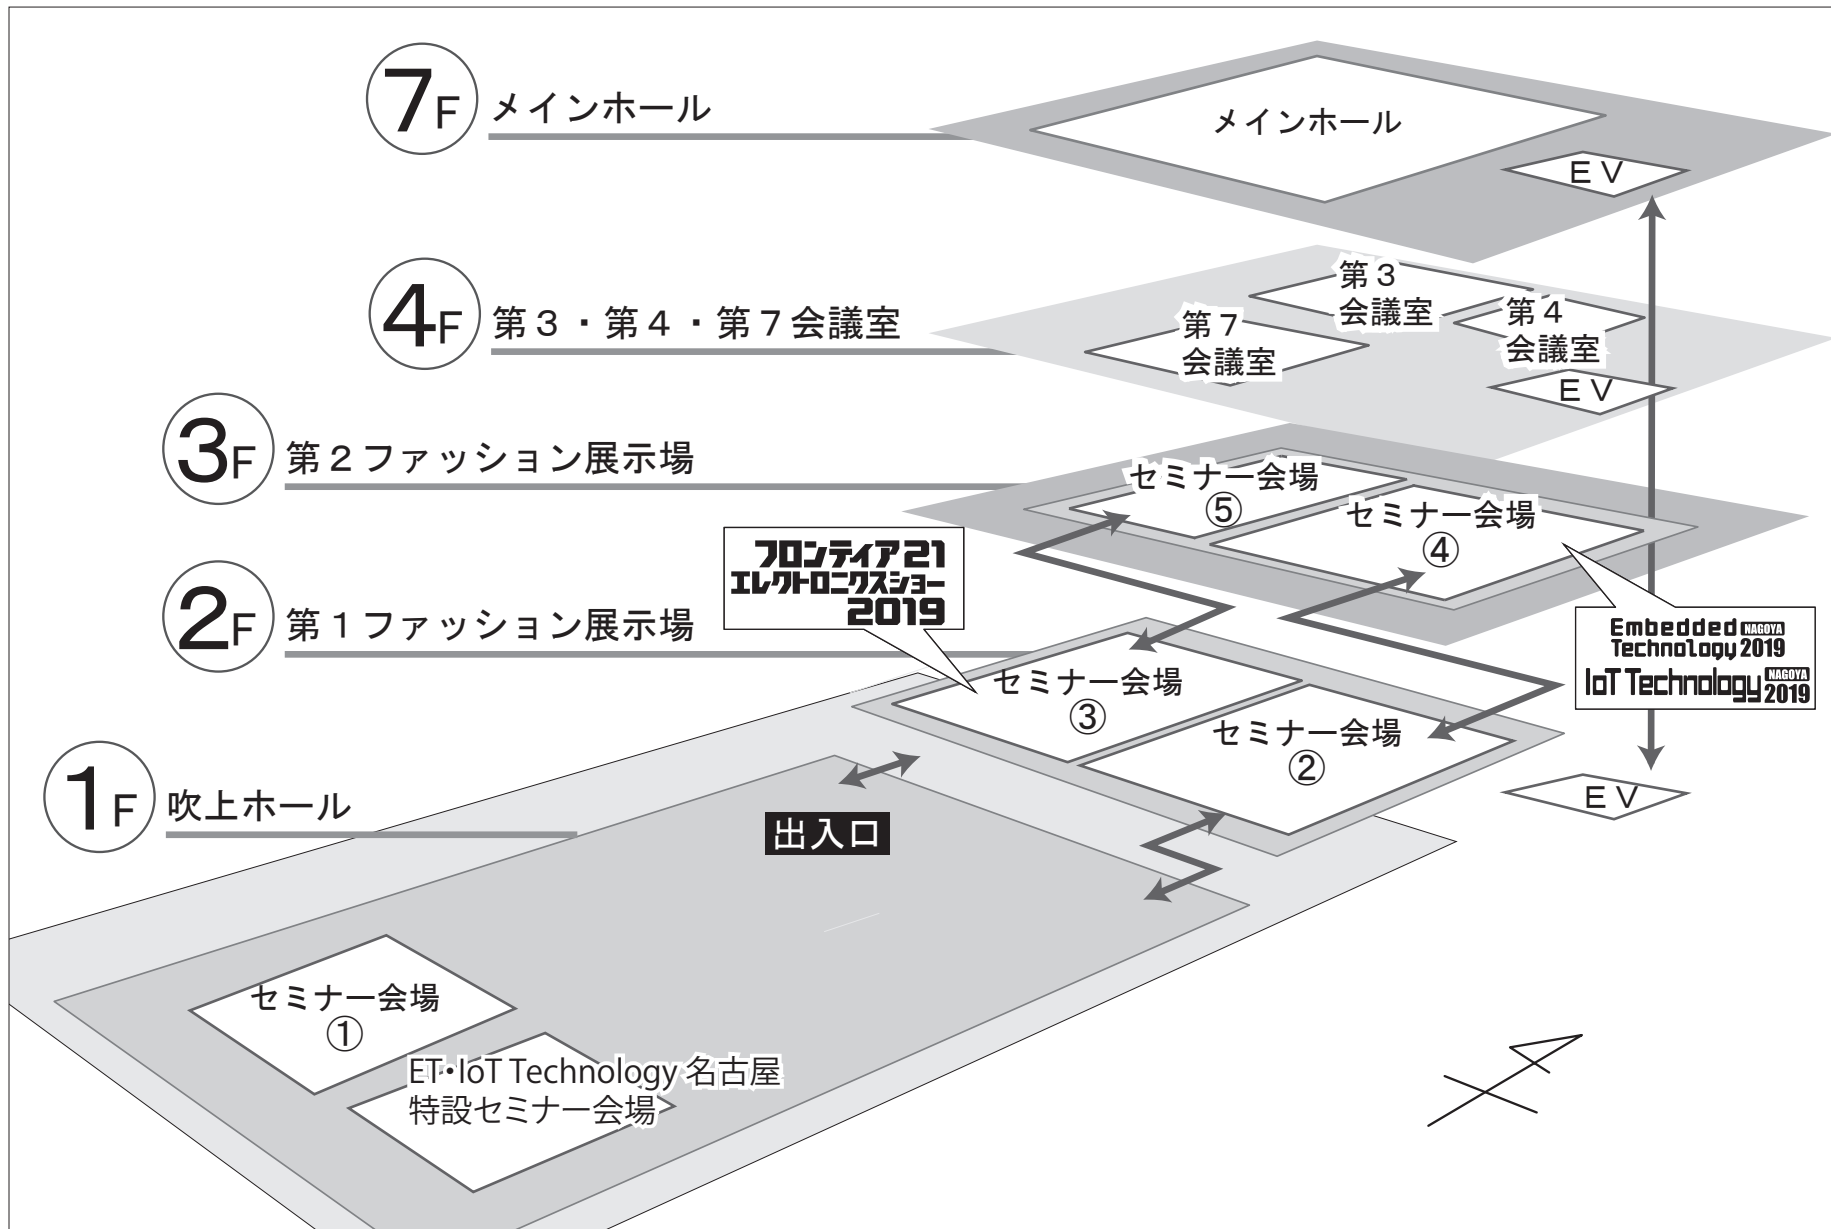 7F メインホール
メインホール
EV
4F 第3・第4・第7会議室
第3
会議室
第4
会議室
第7
会議室
EV
3F 第2ファッション展示場
セミナー会場
⑤
セミナー会場
④
フロンティア21
エレクトロニクスショー
2019
2F 第1ファッション展示場
Embedded NAGOYA
Technology 2019
IoT Technology NAGOYA 2019
セミナー会場
③
セミナー会場
②
EV
1F 吹上ホール
出入口
セミナー会場
①
ET・IoT Technology 名古屋
特設セミナー会場